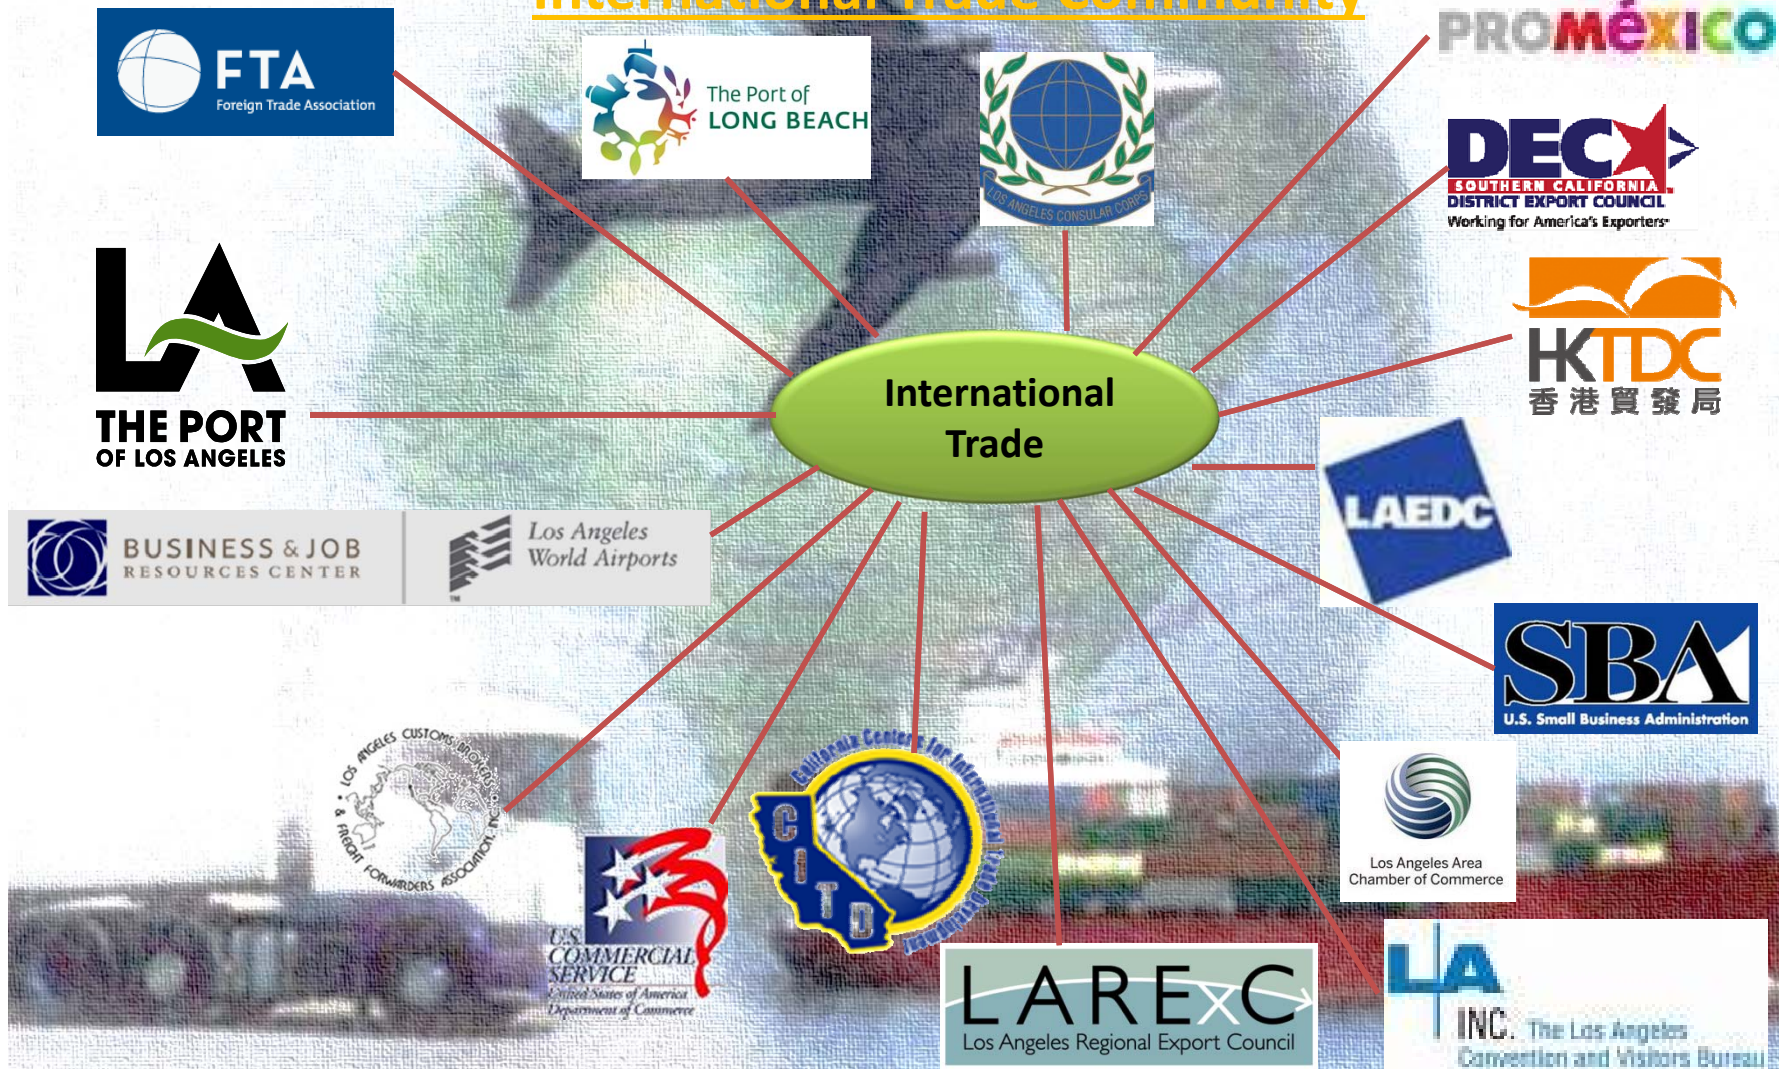 International Trade Community
FTA
Foreign Trade Association
The Port of
LONG BEACH
LOS ANGELES CONSULAR CORPS
PROMéxICO
DEC
SOUTHERN CALIFORNIA
DISTRICT EXPORT COUNCIL
Working for America's Exporters
LA
THE PORT
OF LOS ANGELES
International
Trade
HKTDC
香港貿發局
LAEDC
BUSINESS & JOB
RESOURCES CENTER
Los Angeles
World Airports
TM
SBA
U.S. Small Business Administration
LOS ANGELES CUSTOMS BROKERS
& FREIGHT FORWARDERS ASSOCIATION, INC.
U.S.
COMMERCIAL
SERVICE
United States of America
Department of Commerce
California Centers for International Trade Development
CITD
Los Angeles Area
Chamber of Commerce
LARExC
Los Angeles Regional Export Council
LA
INC. The Los Angeles
Convention and Visitors Bureau